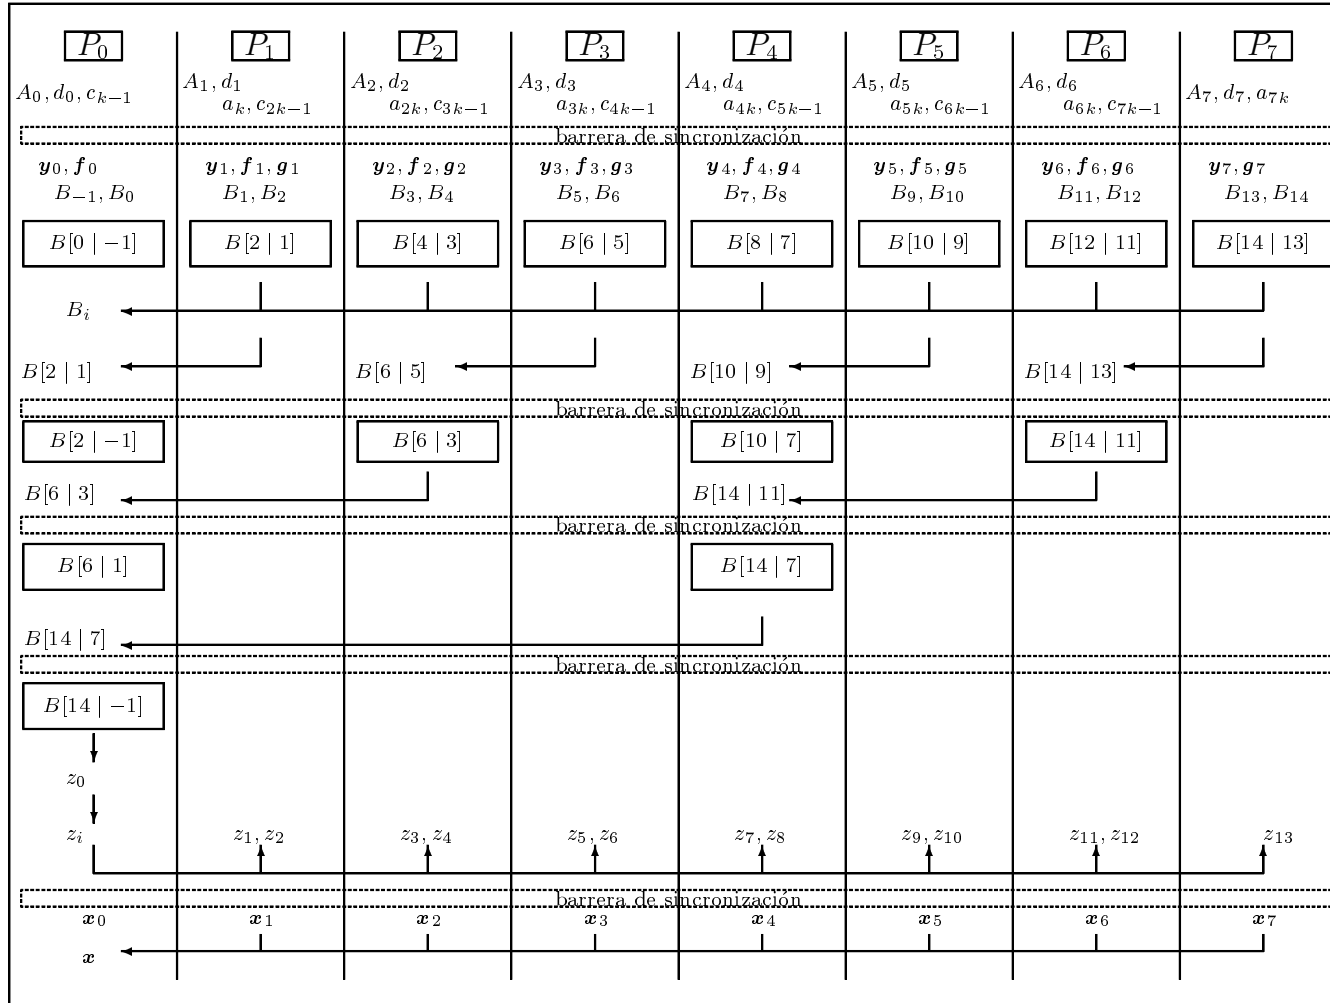 P0 P1 P2 P3 P4 P5 P6 P7
A0, d0, ck−1 A1, d1 A2, d2 A3, d3 A4, d4 A5, d5 A6, d6 A7, d7, a7k
ak, c2k−1 a2k, c3k−1 a3k, c4k−1 a4k, c5k−1 a5k, c6k−1 a6k, c7k−1
barrera de sincronización
y0, f0 y1, f1, g1 y2, f2, g2 y3, f3, g3 y4, f4, g4 y5, f5, g5 y6, f6, g6 y7, g7
B−1, B0 B1, B2 B3, B4 B5, B6 B7, B8 B9, B10 B11, B12 B13, B14
B[0 | −1] B[2 | 1] B[4 | 3] B[6 | 5] B[8 | 7] B[10 | 9] B[12 | 11] B[14 | 13]
Bi
B[2 | 1] B[6 | 5] B[10 | 9] B[14 | 13]
barrera de sincronización
B[2 | −1] B[6 | 3] B[10 | 7] B[14 | 11]
B[6 | 3] B[14 | 11]
barrera de sincronización
B[6 | 1] B[14 | 7]
B[14 | 7]
barrera de sincronización
B[14 | −1]
z0
zi z1, z2 z3, z4 z5, z6 z7, z8 z9, z10 z11, z12 z13
barrera de sincronización
x0 x1 x2 x3 x4 x5 x6 x7
x